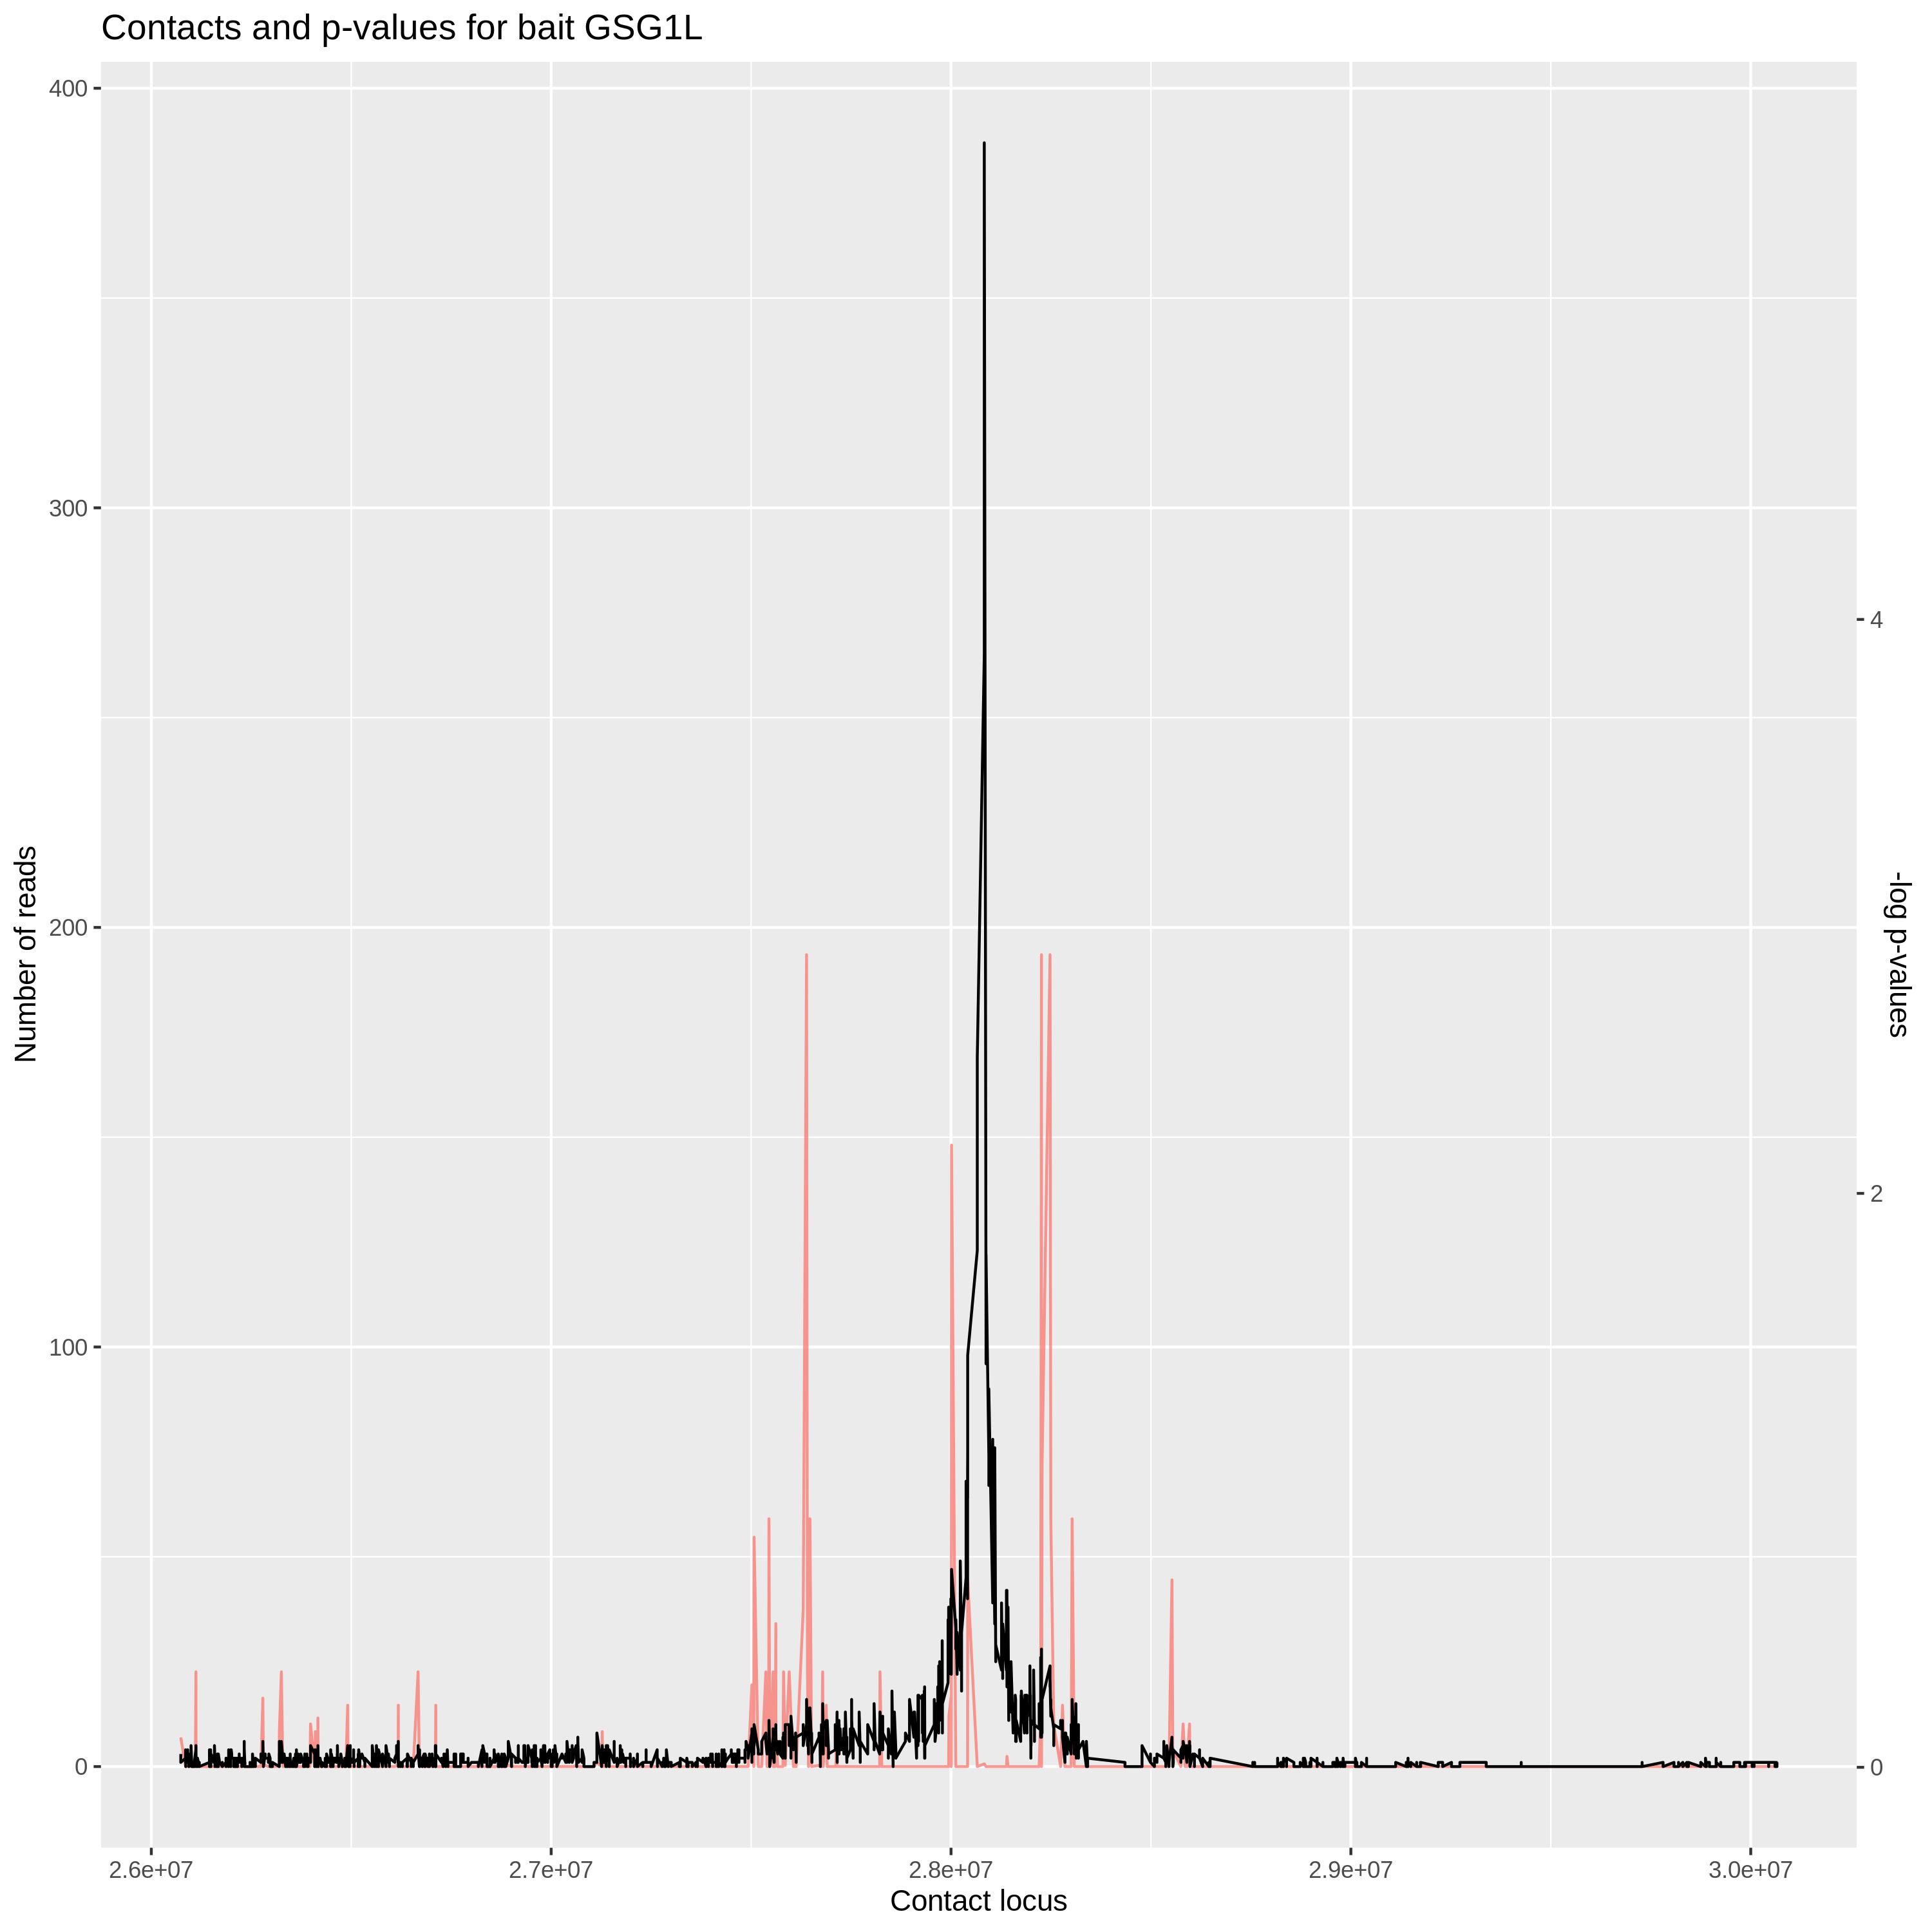 Contacts and p-values for bait GSG1L
400
300
200
100
0
Number of reads
4
2
0
-log p-values
2.6e+07
2.7e+07
2.8e+07
2.9e+07
3.0e+07
Contact locus